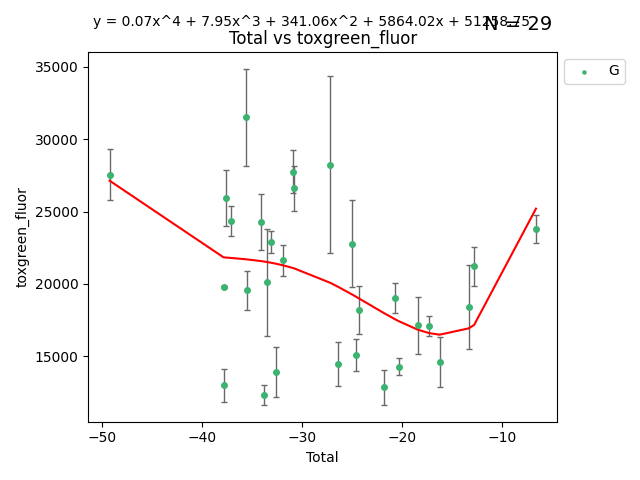 y = 0.07x^4 + 7.95x^3 + 341.06x^2 + 5864.02x + 51258.75
N = 29
Total vs toxgreen_fluor
G
35000
30000
25000
20000
15000
toxgreen_fluor
−50
−40
−30
−20
−10
Total